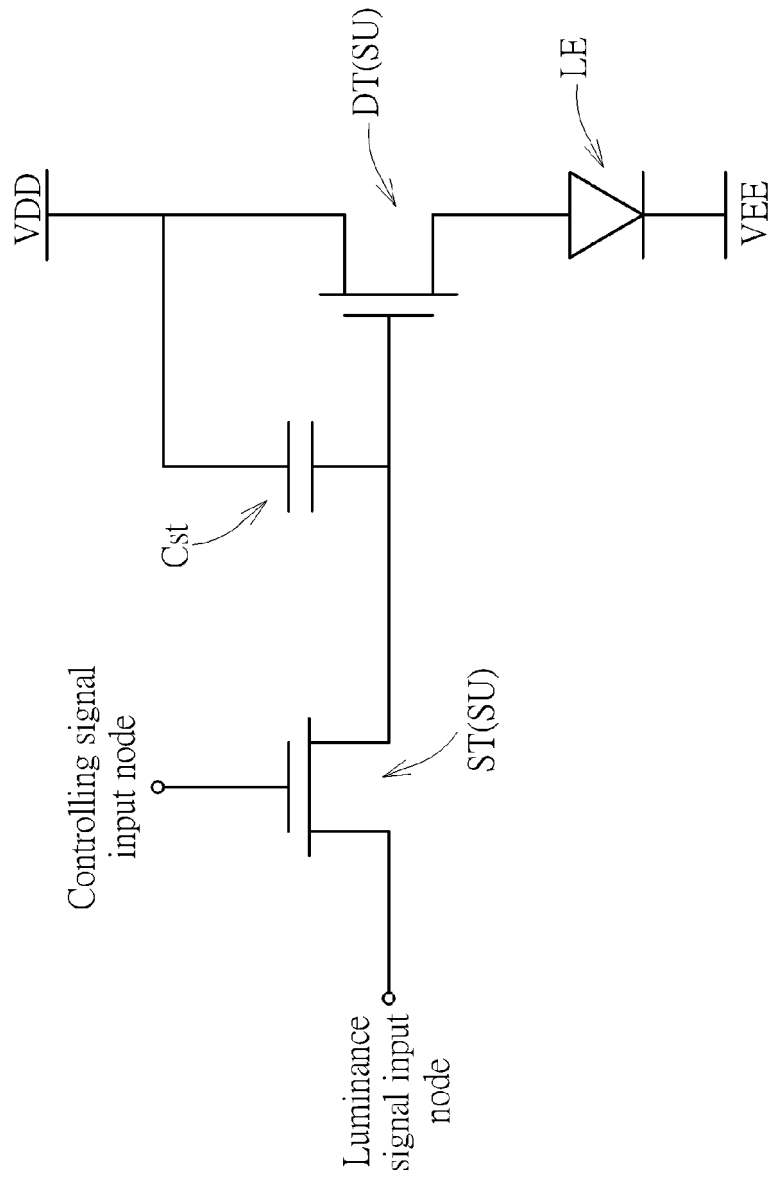 VDD
DT(SU)
LE
VEE
Cst
Controlling signal
input node
ST(SU)
Luminance
signal input
node